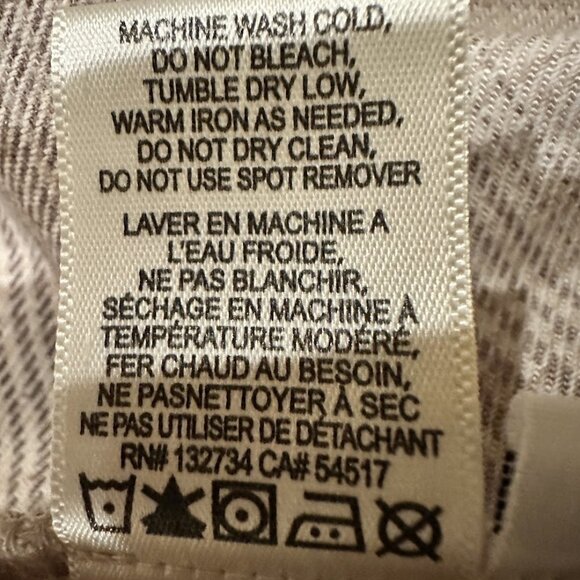 MACHINE WASH COLD,
DO NOT BLEACH,
TUMBLE DRY LOW,
WARM IRON AS NEEDED,
DO NOT DRY CLEAN,
DO NOT USE SPOT REMOVER
LAVER EN MACHINE A
L'EAU FROIDE,
NE PAS BLANCHIR,
SÉCHAGE EN MACHINE À
TEMPÉRATURE MODÉRÉ,
FER CHAUD AU BESOIN,
NE PASNETTOYER À SEC
NE PAS UTILISER DE DÉTACHANT
RN# 132734 CA# 54517